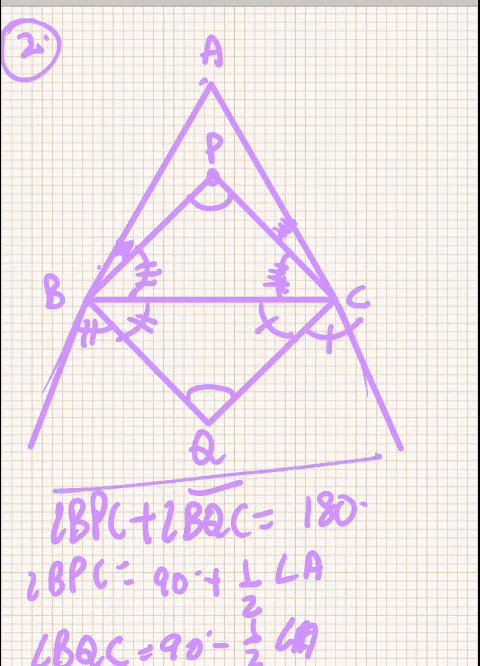 2.
A
P
B
C
Q
∠BPC+∠BQC= 180°
∠BPC= 90°+ 1/2 ∠A
∠BQC=90°- 1/2 ∠A